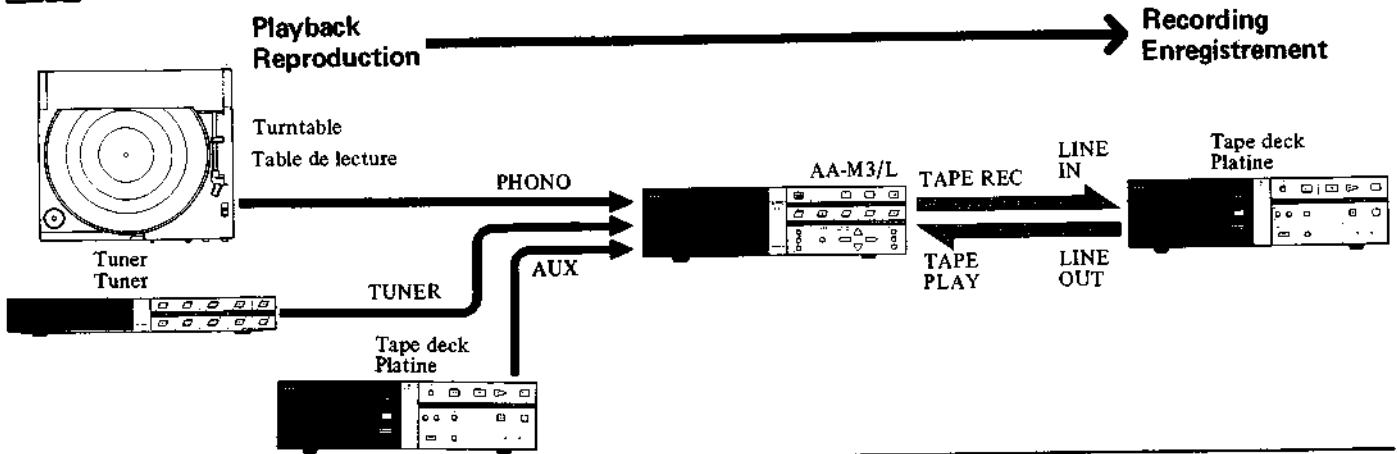 Playback
Reproduction
Recording
Enregistrement
Turntable
Table de lecture
PHONO
AA-M3/L
TAPE REC
LINE
IN
Tape deck
Platine
Tuner
Tuner
TUNER
AUX
TAPE
PLAY
LINE
OUT
Tape deck
Platine